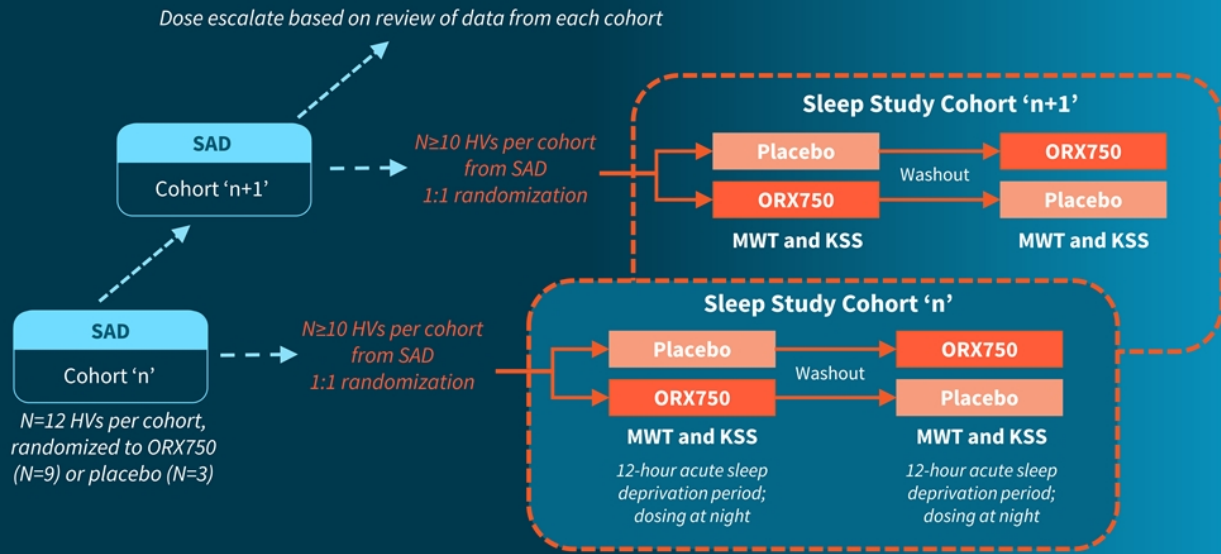 Dose escalate based on review of data from each cohort
SAD
Cohort ‘n+1’
N≥10 HVs per cohort
from SAD
1:1 randomization
Sleep Study Cohort ‘n+1’
Placebo
ORX750
Washout
ORX750
Placebo
MWT and KSS
MWT and KSS
SAD
Cohort ‘n’
N=12 HVs per cohort,
randomized to ORX750
(N=9) or placebo (N=3)
N≥10 HVs per cohort
from SAD
1:1 randomization
Sleep Study Cohort ‘n’
Placebo
ORX750
Washout
ORX750
Placebo
MWT and KSS
MWT and KSS
12-hour acute sleep
deprivation period;
dosing at night
12-hour acute sleep
deprivation period;
dosing at night